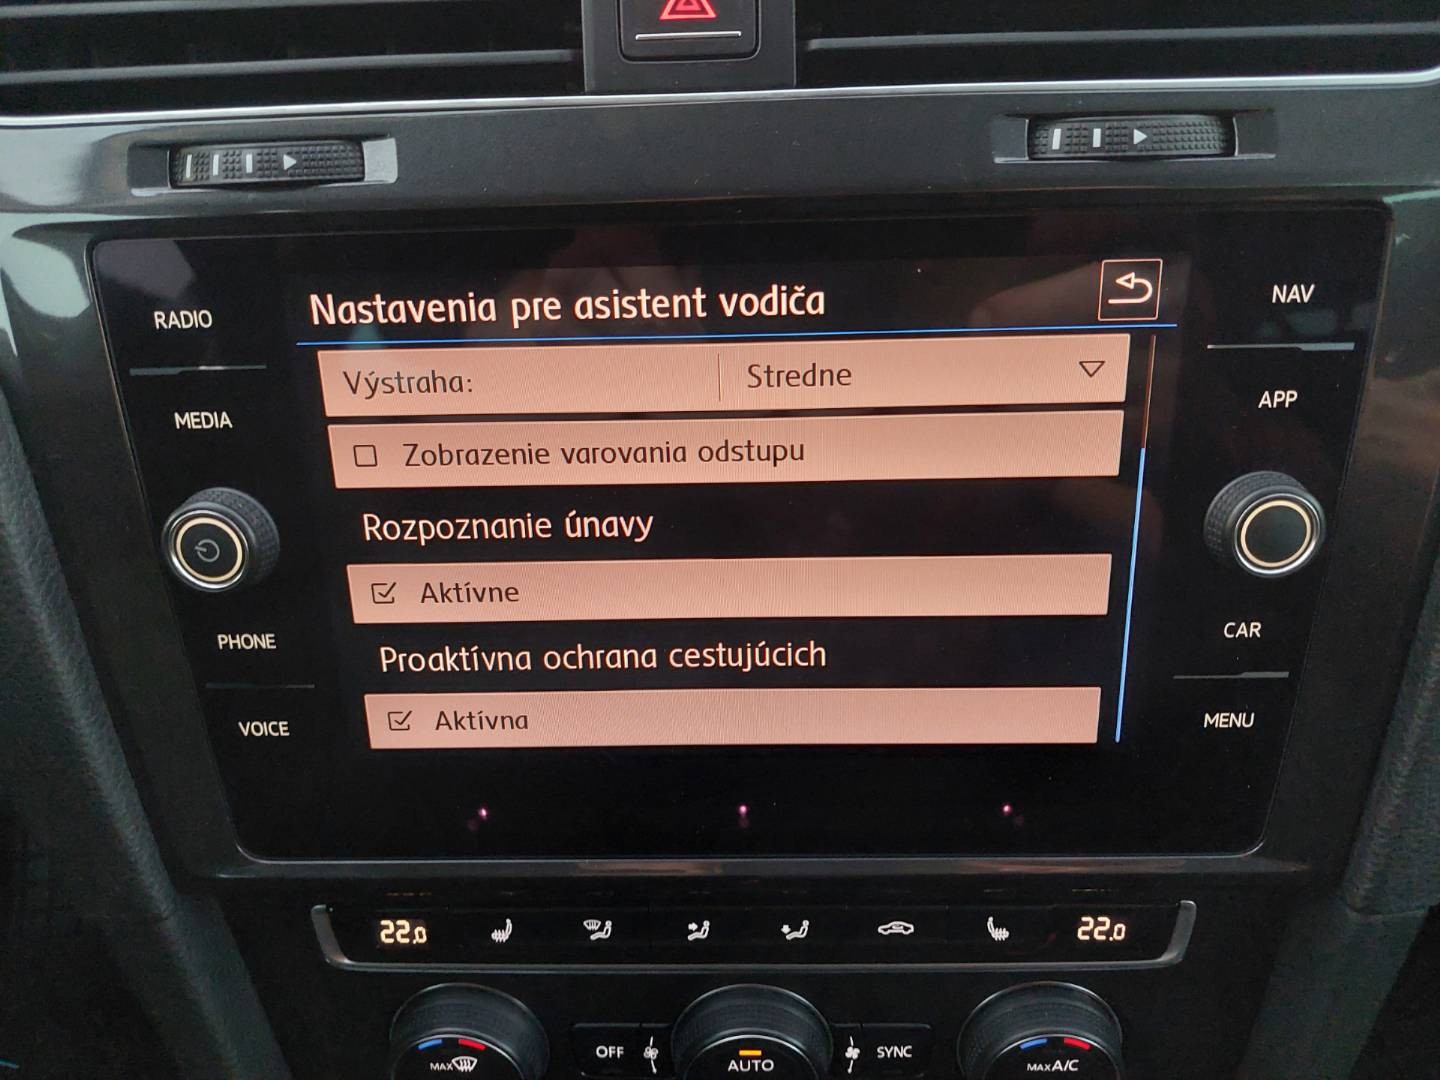 RADIO
MEDIA
PHONE
VOICE
Nastavenia pre asistent vodiča
Výstraha: Stredne
Zobrazenie varovania odstupu
Rozpoznanie únavy
Aktívne
Proaktívna ochrana cestujúcich
Aktívna
NAV
APP
CAR
MENU
22.0 22.0
MAX OFF AUTO SYNC MAX A/C